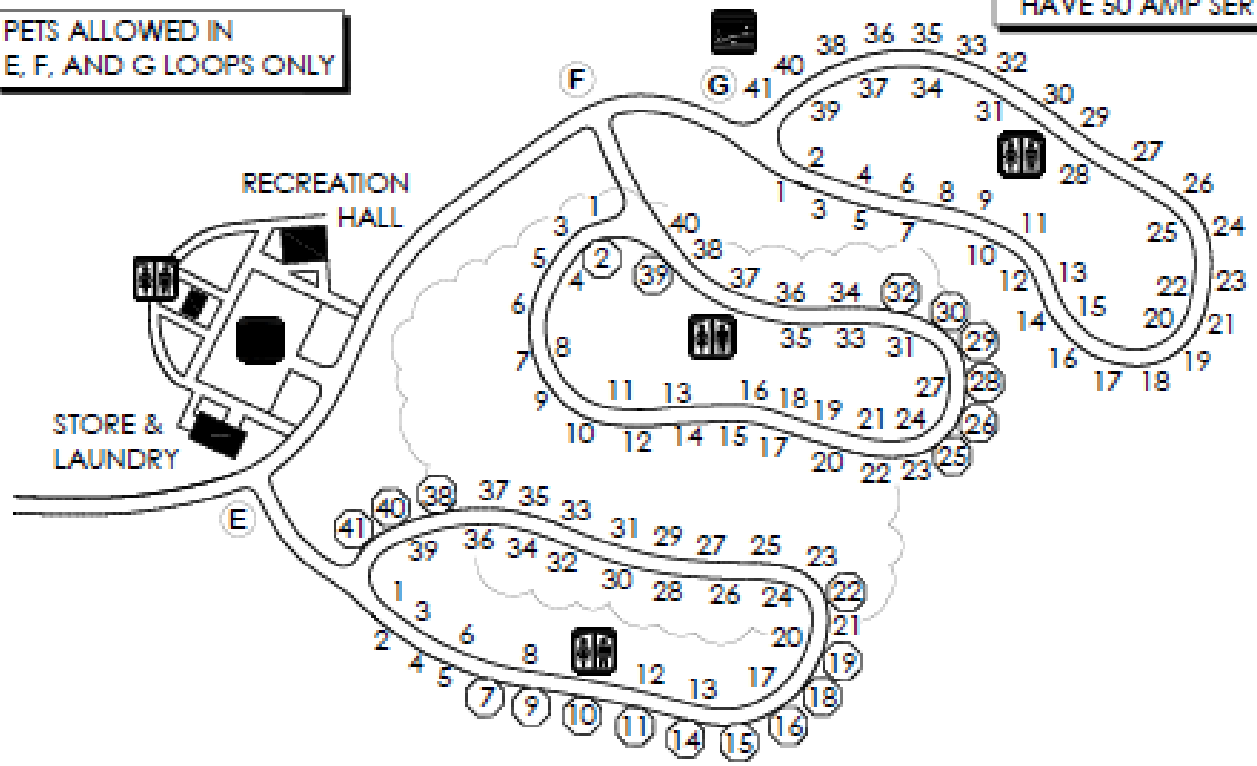 PETS ALLOWED IN
E, F, AND G LOOPS ONLY
HAVE 50 AMP SER
RECREATION
HALL
STORE &
LAUNDRY
G
41 40 38 36 35 33 32 30 29 27 26 24 23 21 19 18 17 16 14 12 10 7 5 3 1
39 37 34 31 28 25 22 20 15 13 11 9 8 6 4 2
F
1 3 5 6 7 9 10 12 14 15 17 20 22 23 25 26 28 29 30 32 34 36 37 38 40
2 4 8 11 13 16 18 19 21 24 27 31 33 35 39
E
41 40 38 37 35 33 31 29 27 25 23 22 21 19 18 16 15 14 11 10 9 7 5 4 2
39 36 34 32 30 28 26 24 20 17 13 12 8 6 3 1